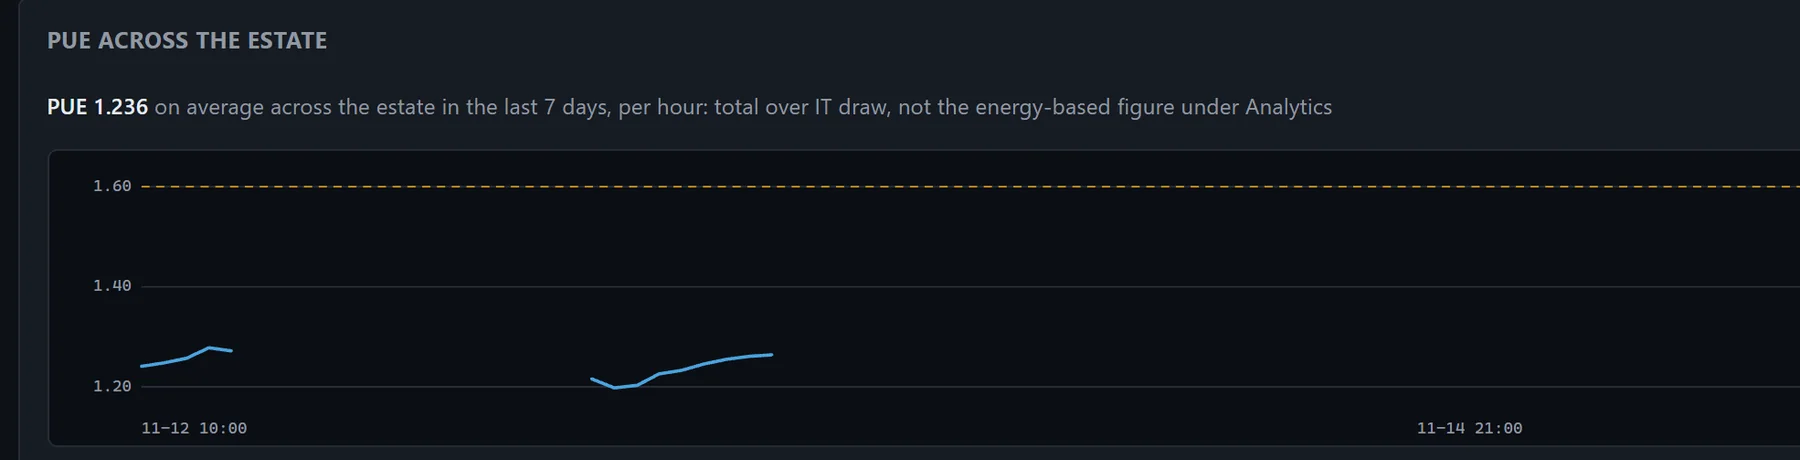 PUE ACROSS THE ESTATE
PUE 1.236 on average across the estate in the last 7 days, per hour: total over IT draw, not the energy-based figure under Analytics
1.60
1.40
1.20
11-12 10:00
11-14 21:00